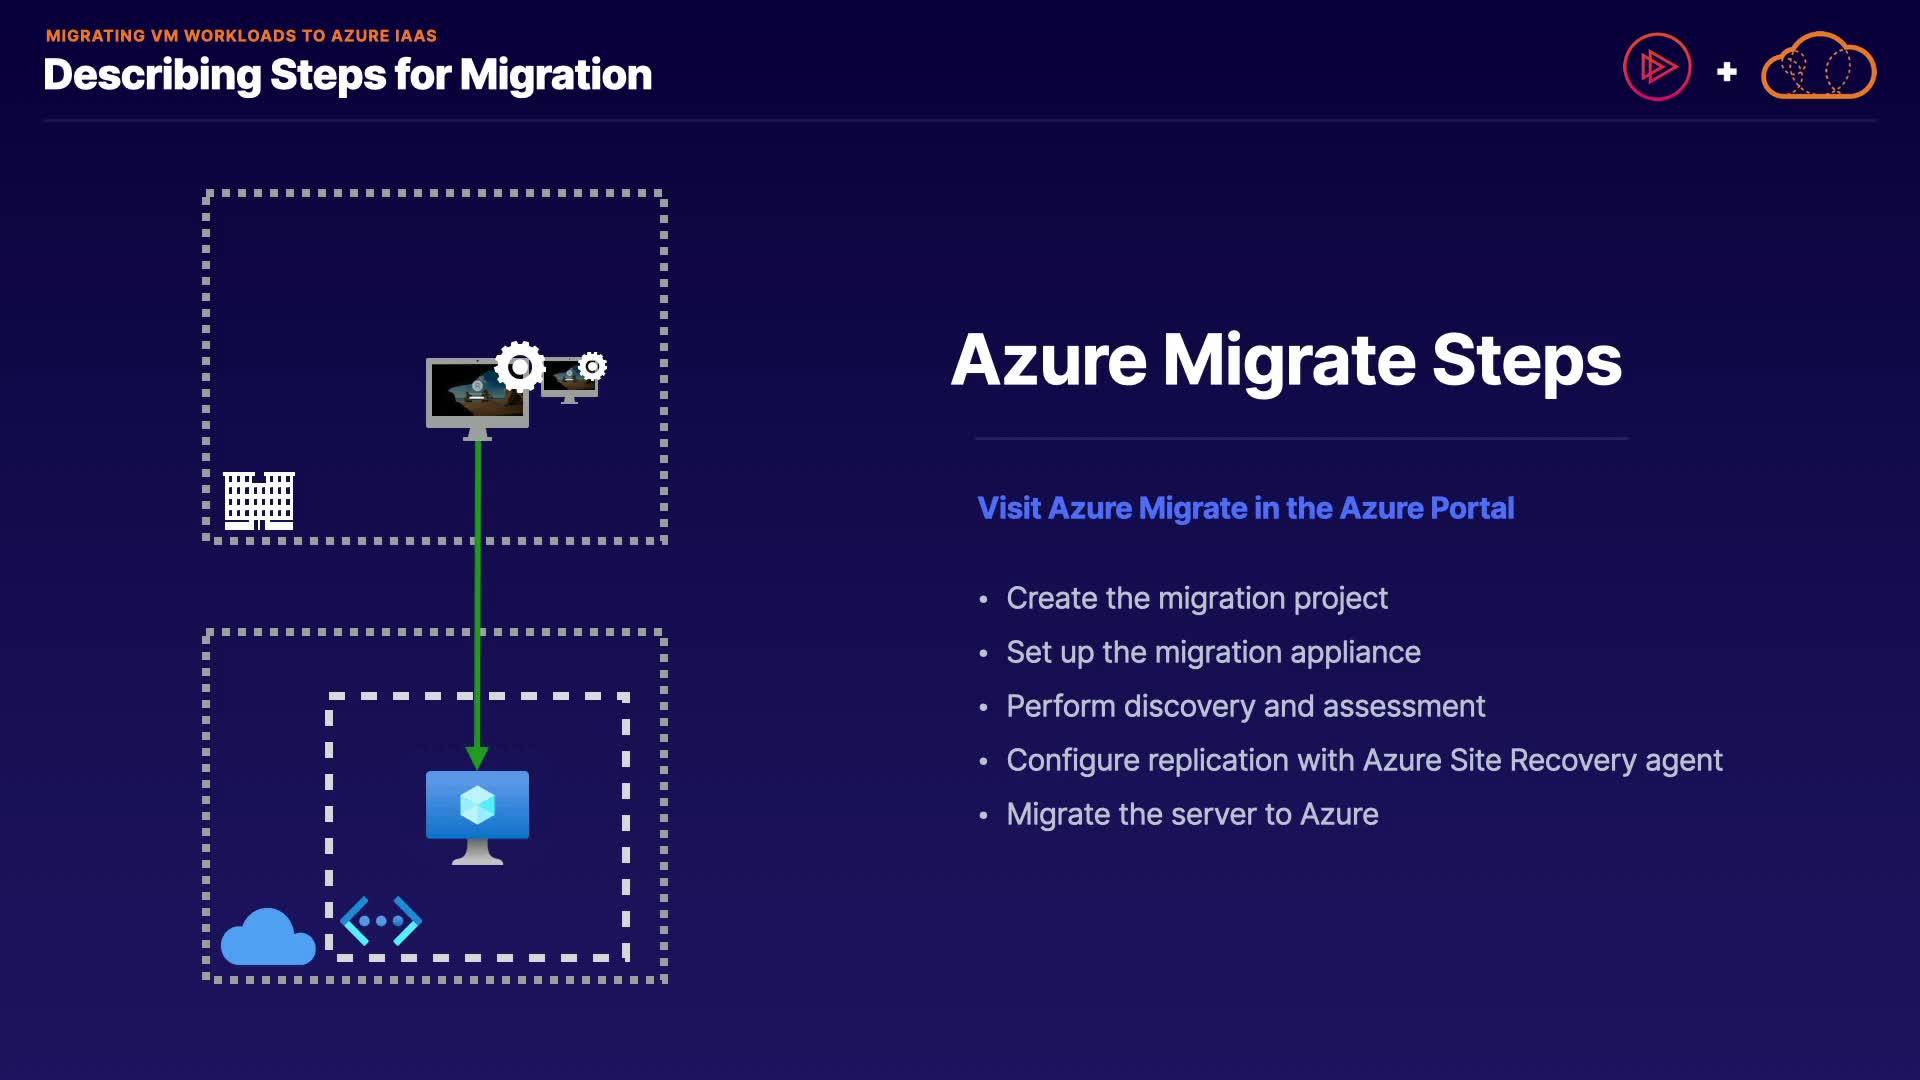 MIGRATING VM WORKLOADS TO AZURE IAAS
Describing Steps for Migration
Azure Migrate Steps
Visit Azure Migrate in the Azure Portal
• Create the migration project
• Set up the migration appliance
• Perform discovery and assessment
• Configure replication with Azure Site Recovery agent
• Migrate the server to Azure